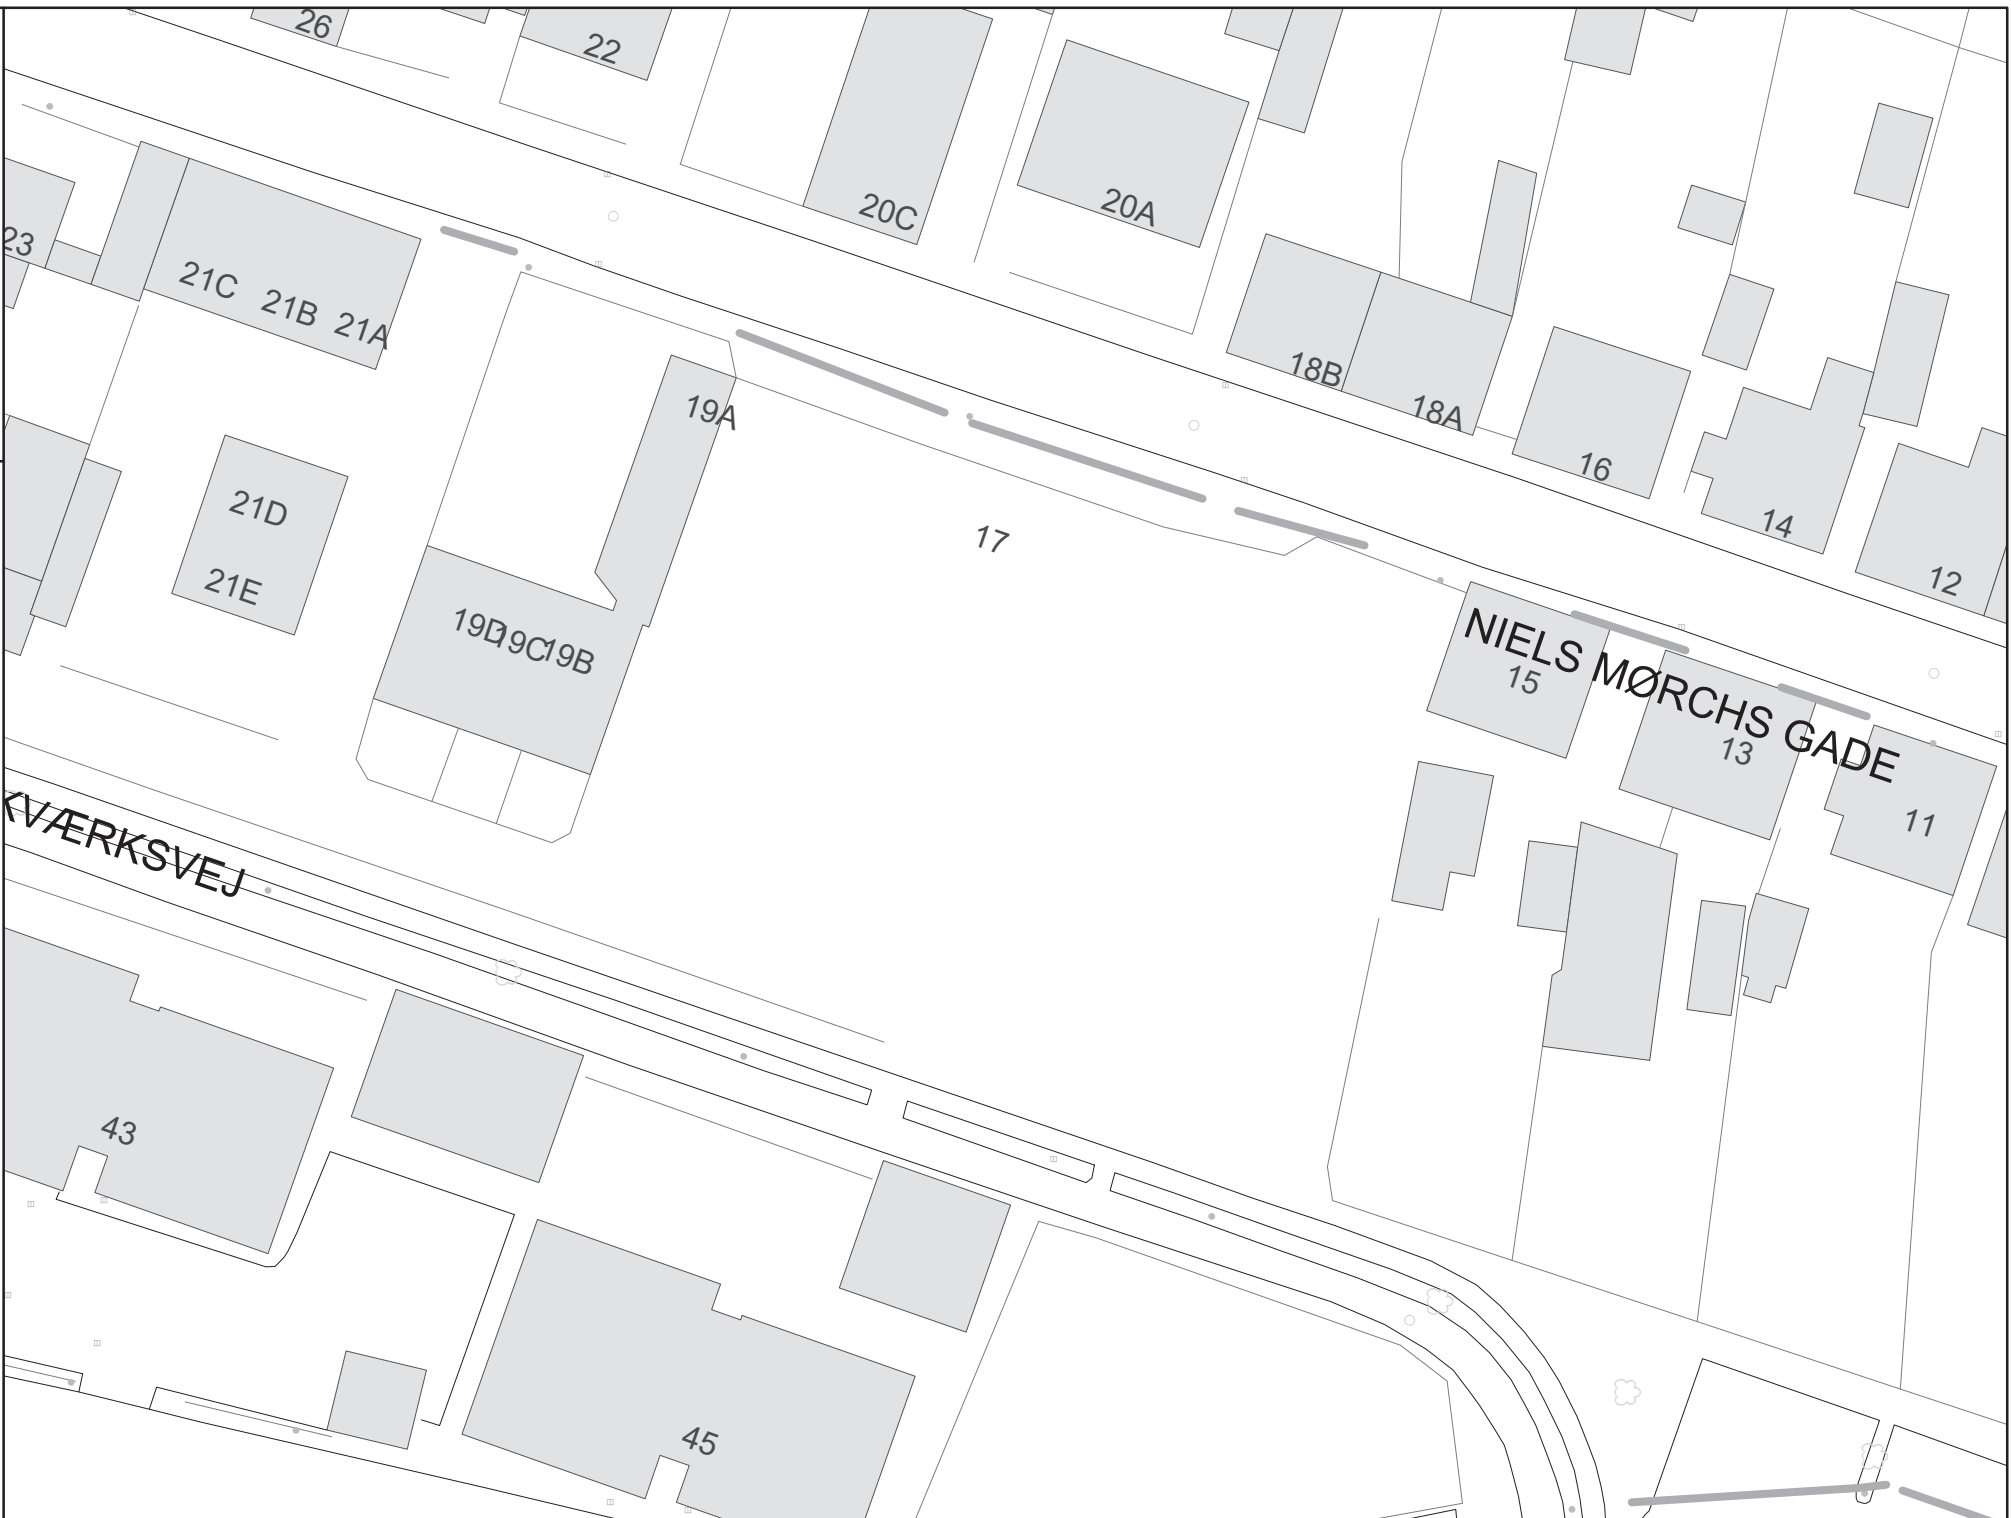 26
22
20C
20A
23
21C
21B
21A
18B
18A
19A
16
14
12
17
21D
21E
19D
19C
19B
NIELS MØRCHS GADE
15
13
11
KVÆRKSVEJ
43
45